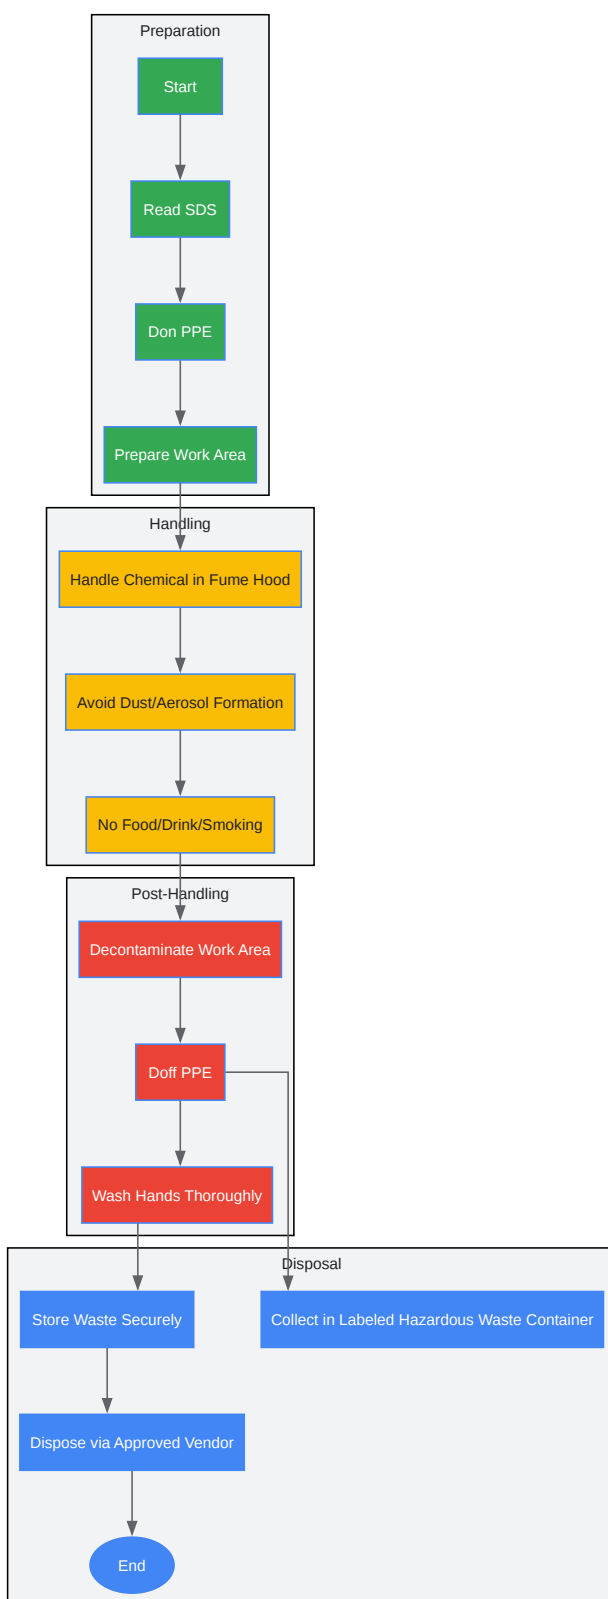 Preparation
Start
Read SDS
Don PPE
Prepare Work Area
Handling
Handle Chemical in Fume Hood
Avoid Dust/Aerosol Formation
No Food/Drink/Smoking
Post-Handling
Decontaminate Work Area
Doff PPE
Wash Hands Thoroughly
Disposal
Store Waste Securely
Collect in Labeled Hazardous Waste Container
Dispose via Approved Vendor
End